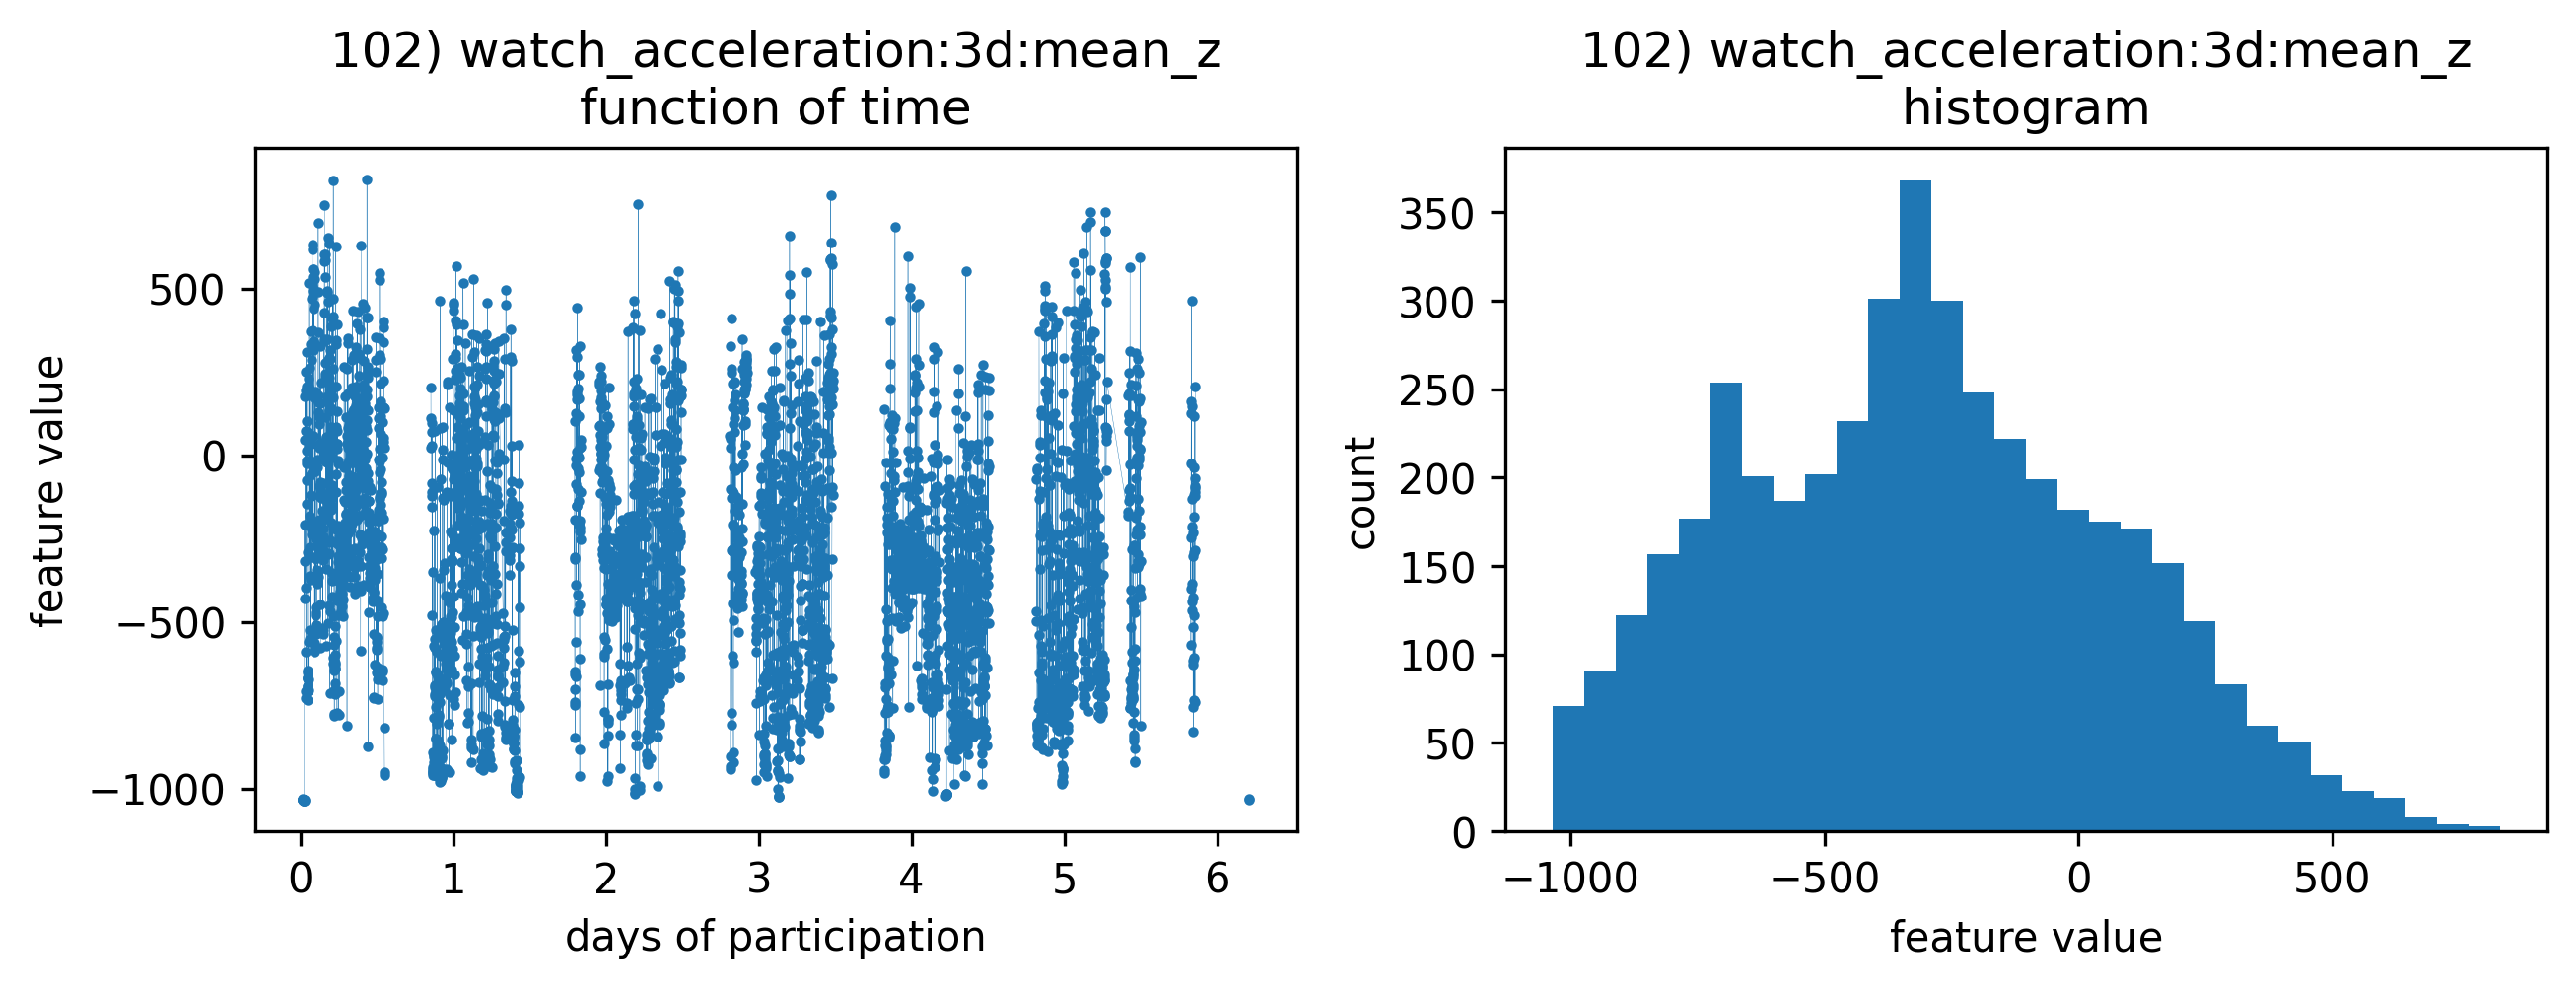 102) watch_acceleration:3d:mean_z
function of time
feature value
500
0
−500
−1000
0 1 2 3 4 5 6
days of participation
102) watch_acceleration:3d:mean_z
histogram
count
350
300
250
200
150
100
50
0
−1000 −500 0 500
feature value